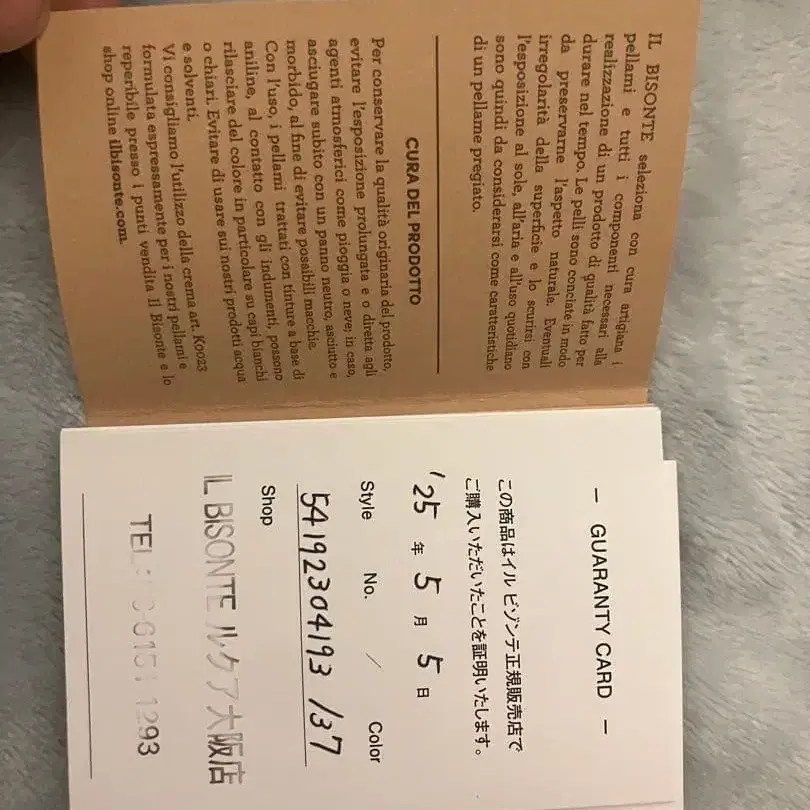 IL BISONTE seleziona con cura artigiana i
pellami e tutti i componenti necessari alla
realizzazione di un prodotto di qualità fatto per
durare nel tempo. Le pelli sono conciate in modo
da preservarne l'aspetto naturale. Eventuali
irregolarità della superficie e lo scurirsi con
l'esposizione al sole, all'aria e all'uso quotidiano
sono quindi da considerarsi come caratteristiche
di un pellame pregiato.
CURA DEL PRODOTTO
Per conservare la qualità originaria del prodotto,
evitare l'esposizione prolungata e o diretta agli
agenti atmosferici come pioggia o neve; in caso,
asciugare subito con un panno neutro, asciutto e
morbido, al fine di evitare possibili macchie.
Con l'uso, i pellami trattati con tinture a base di
aniline, al contatto con gli indumenti, possono
rilasciare del colore in particolare su capi bianchi
o chiari. Evitare di usare sui nostri prodotti acqua
e solventi.
Vi consigliamo l'utilizzo della crema art. K0023
formulata espressamente per i nostri pellami e
reperibile presso i punti vendita Il Bisonte e lo
shop online ilbisonte.com.
— GUARANTY CARD —
この商品はイル ビゾンテ正規販売店で
ご購入いただいたことを証明いたします。
'25 年 5 月 5 日
Style No. / Color
54192304193 /37
Shop
IL BISONTE ルクア大阪店
TEL: 1293